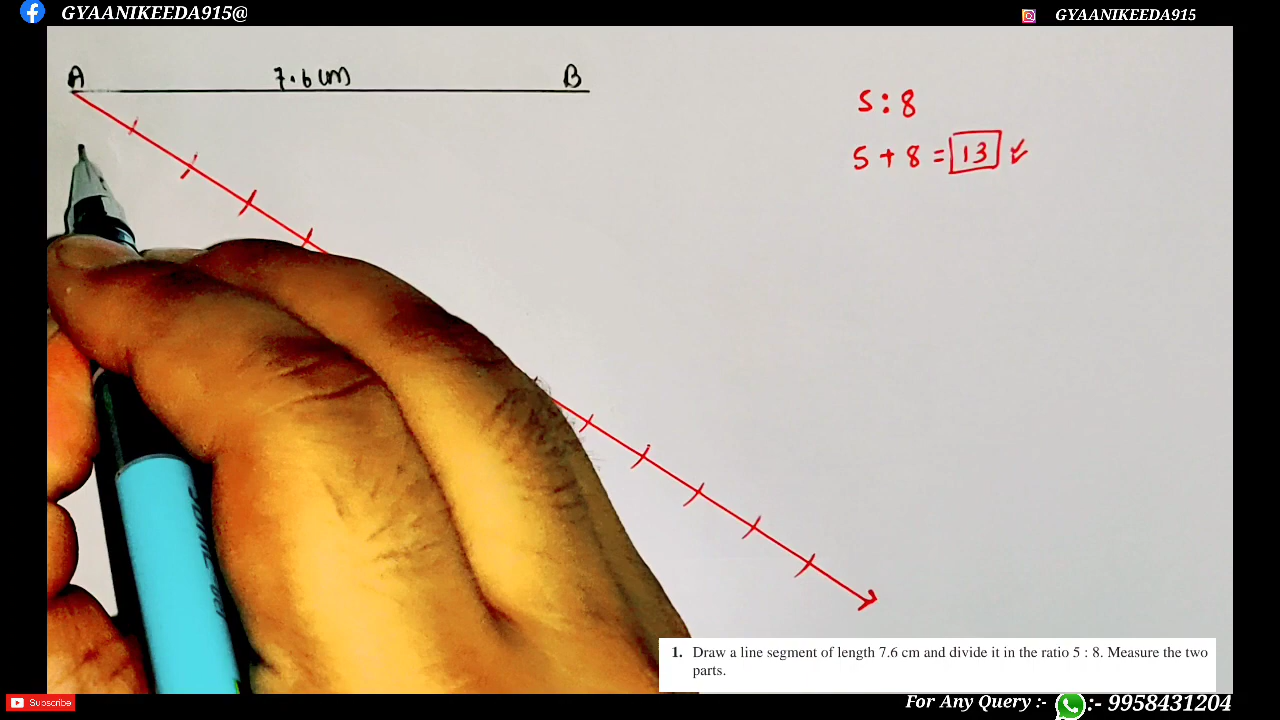 GYAANIKEEDA915@
GYAANIKEEDA915
A 7.6 cm B
5:8
5 + 8 = 13 ✓
1. Draw a line segment of length 7.6 cm and divide it in the ratio 5 : 8. Measure the two
parts.
Subscribe
For Any Query :- :- 9958431204